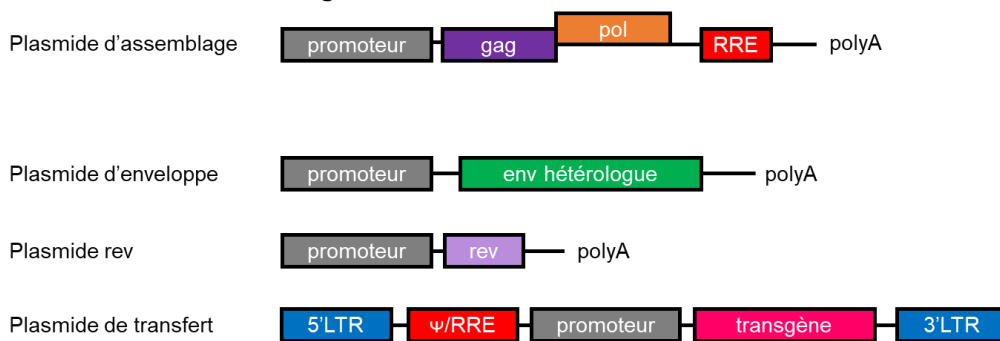 Plasmide d'assemblage promoteur gag pol RRE polyA
Plasmide d'enveloppe promoteur env hétérologue polyA
Plasmide rev promoteur rev polyA
Plasmide de transfert 5'LTR Ψ/RRE promoteur transgène 3'LTR